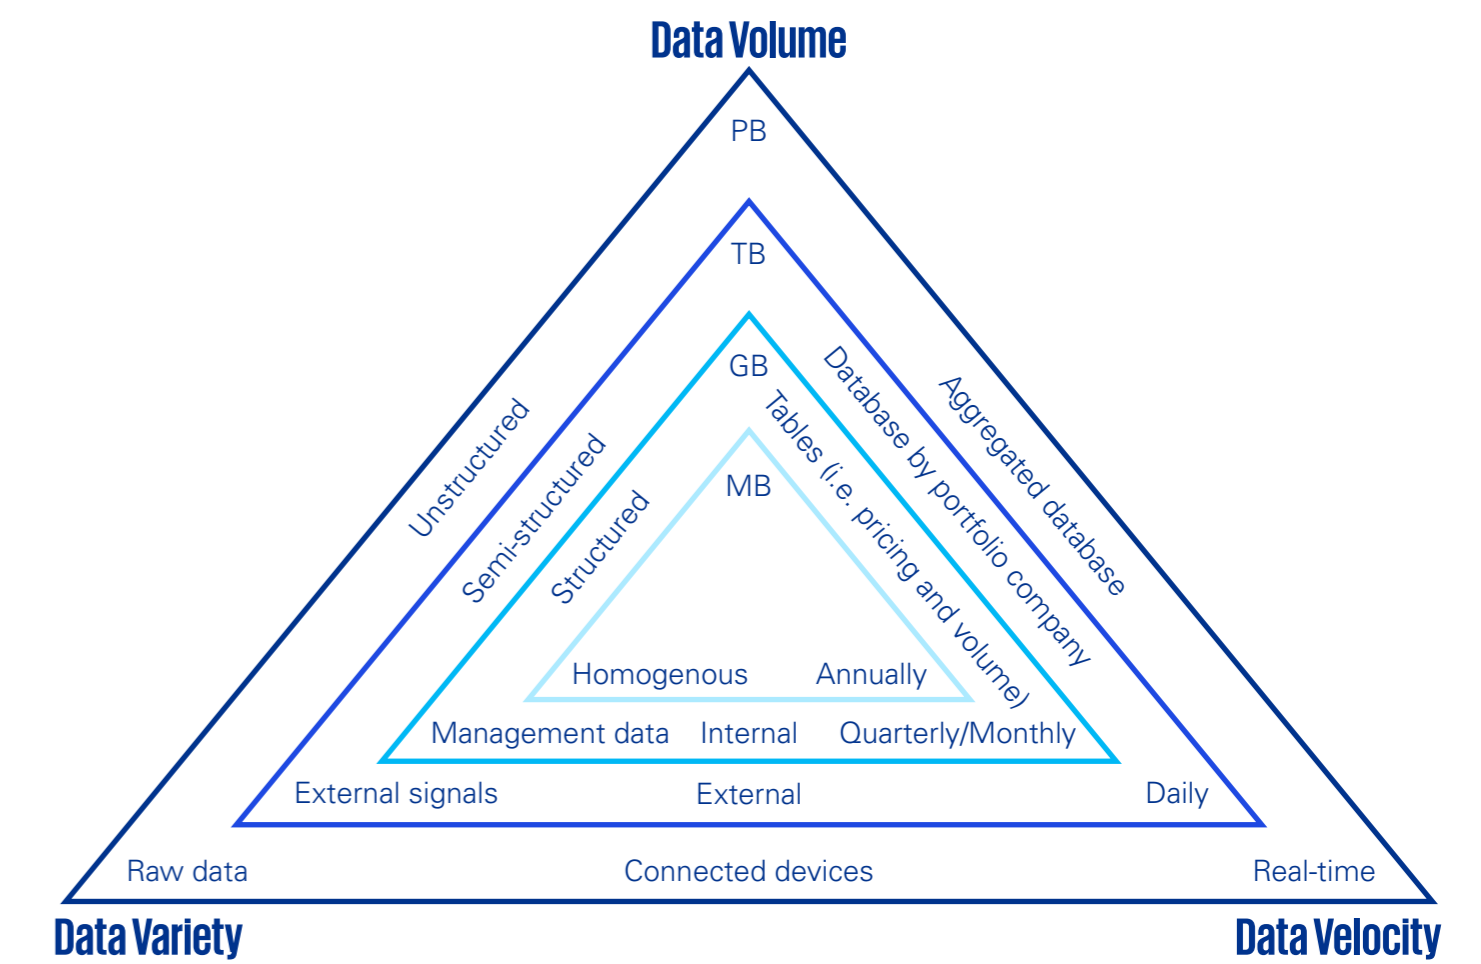 Data Volume
PB
TB
GB
MB
Unstructured
Semi-structured
Structured
Tables (i.e. pricing and volume)
Database by portfolio company
Aggregated database
Homogenous Annually
Management data Internal Quarterly/Monthly
External signals External Daily
Raw data Connected devices Real-time
Data Variety Data Velocity